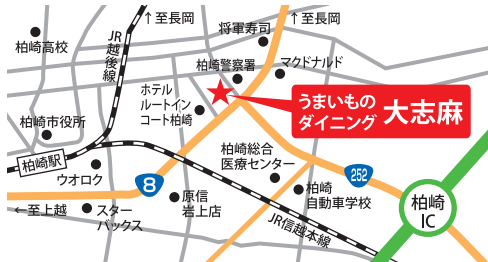 ↑至長岡
↑至長岡
将軍寿司
柏崎高校
JR
越後線
柏崎警察署
マクドナルド
ホテル
ルートイン
コート柏崎
うまいもの
ダイニング 大志麻
柏崎市役所
柏崎駅
ウオロク
柏崎総合
医療センター
8
252
←至上越
スター
バックス
原信
岩上店
柏崎
自動車学校
柏崎
IC
JR信越本線